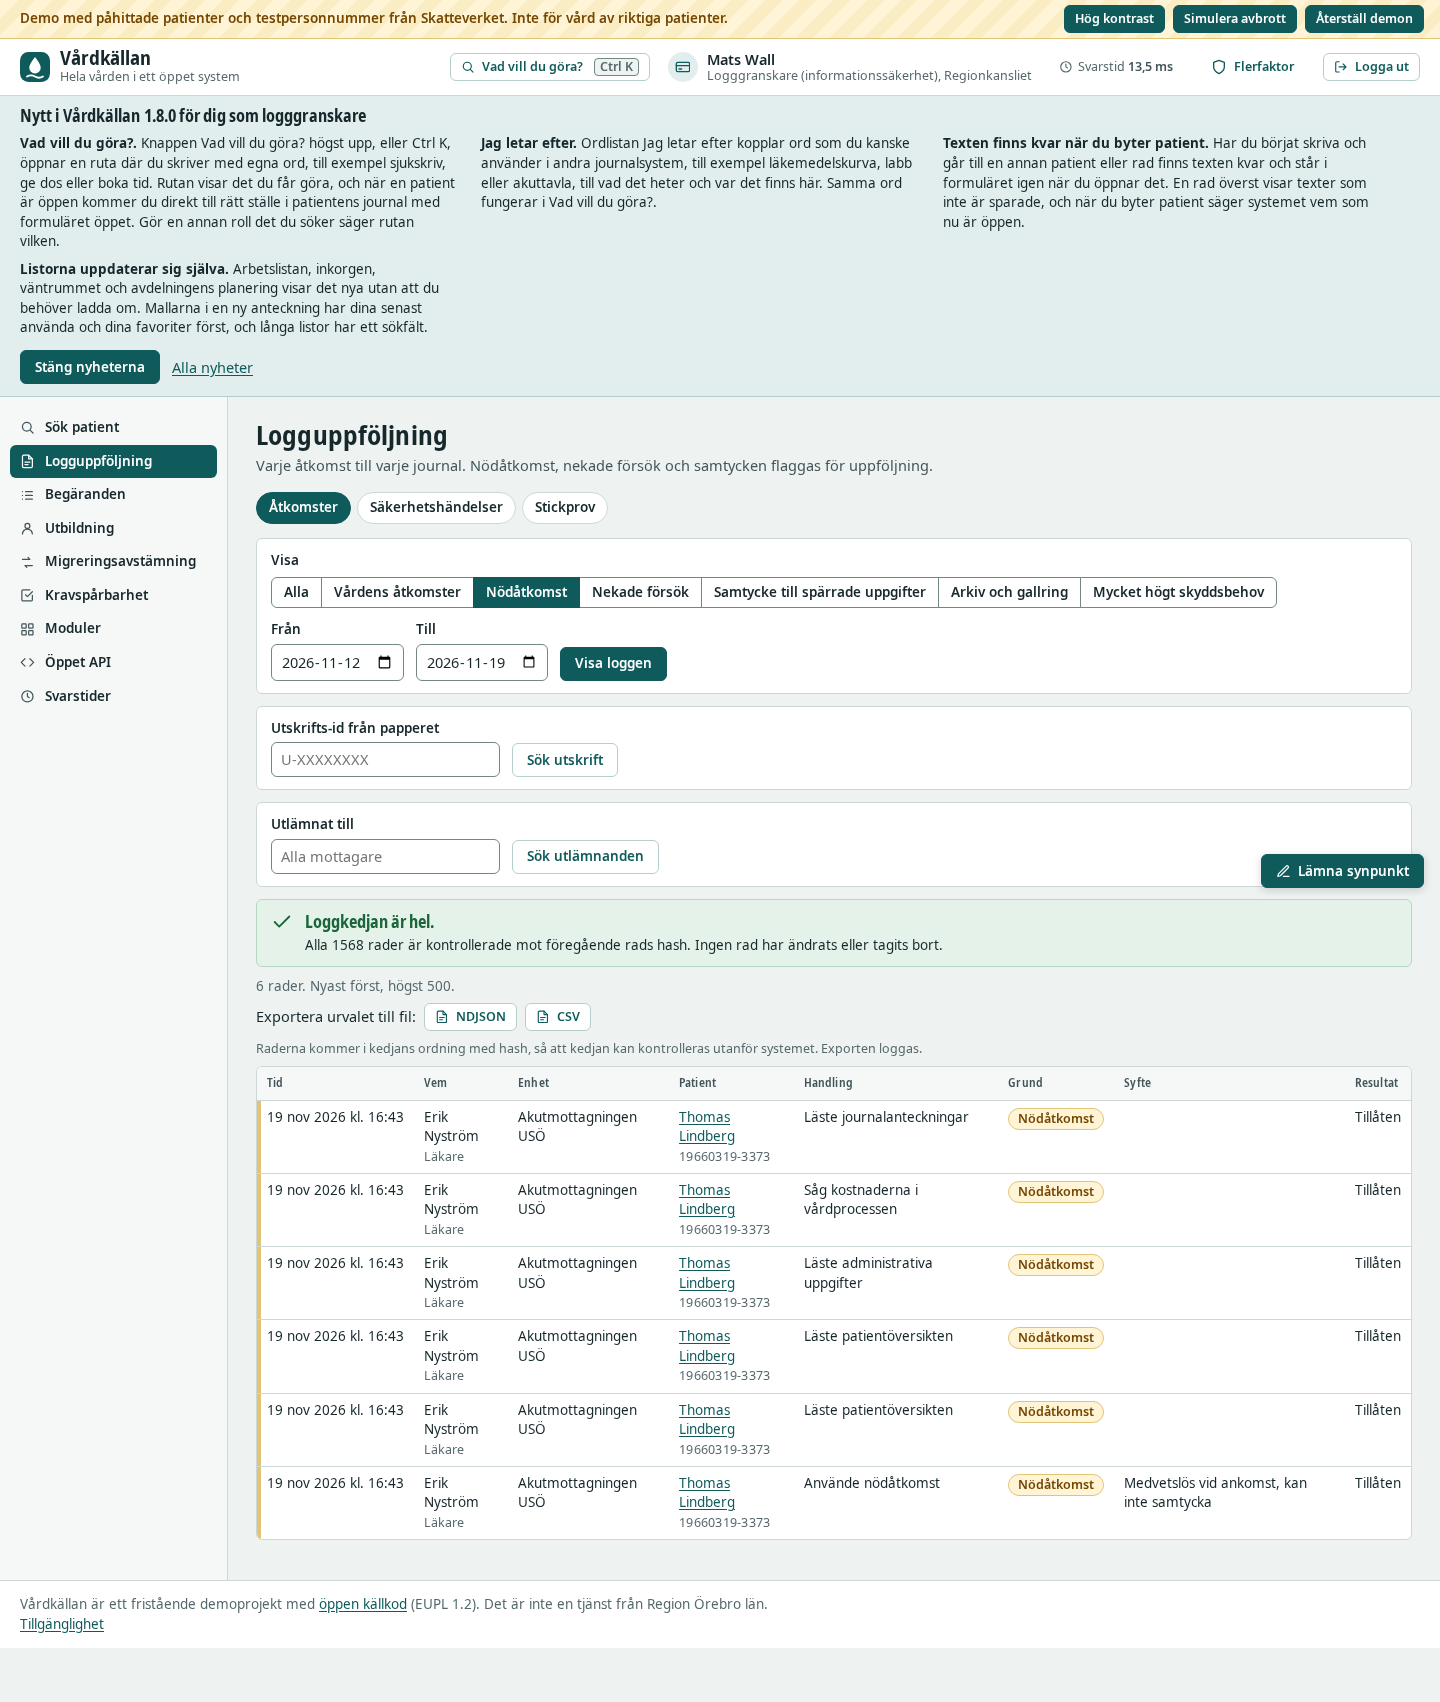 Demo med påhittade patienter och testpersonnummer från Skatteverket. Inte för vård av riktiga patienter.
Hög kontrast
Simulera avbrott
Återställ demon
Vårdkällan
Hela vården i ett öppet system
Vad vill du göra? Ctrl K
Mats Wall
Logggranskare (informationssäkerhet), Regionkansliet
Svarstid 13,5 ms
Flerfaktor
Logga ut
Nytt i Vårdkällan 1.8.0 för dig som logggranskare
Vad vill du göra?. Knappen Vad vill du göra? högst upp, eller Ctrl K,
öppnar en ruta där du skriver med egna ord, till exempel sjukskriv,
ge dos eller boka tid. Rutan visar det du får göra, och när en patient
är öppen kommer du direkt till rätt ställe i patientens journal med
formuläret öppet. Gör en annan roll det du söker säger rutan
vilken.
Jag letar efter. Ordlistan Jag letar efter kopplar ord som du kanske
använder i andra journalsystem, till exempel läkemedelskurva, labb
eller akuttavla, till vad det heter och var det finns här. Samma ord
fungerar i Vad vill du göra?.
Texten finns kvar när du byter patient. Har du börjat skriva och
går till en annan patient eller rad finns texten kvar och står i
formuläret igen när du öppnar det. En rad överst visar texter som
inte är sparade, och när du byter patient säger systemet vem som
nu är öppen.
Listorna uppdaterar sig själva. Arbetslistan, inkorgen,
väntrummet och avdelningens planering visar det nya utan att du
behöver ladda om. Mallarna i en ny anteckning har dina senast
använda och dina favoriter först, och långa listor har ett sökfält.
Stäng nyheterna
Alla nyheter
Sök patient
Logguppföljning
Begäranden
Utbildning
Migreringsavstämning
Kravspårbarhet
Moduler
Öppet API
Svarstider
Logguppföljning
Varje åtkomst till varje journal. Nödåtkomst, nekade försök och samtycken flaggas för uppföljning.
Åtkomster
Säkerhetshändelser
Stickprov
Visa
Alla
Vårdens åtkomster
Nödåtkomst
Nekade försök
Samtycke till spärrade uppgifter
Arkiv och gallring
Mycket högt skyddsbehov
Från
Till
2026-11-12
2026-11-19
Visa loggen
Utskrifts-id från papperet
U-XXXXXXXX
Sök utskrift
Utlämnat till
Alla mottagare
Sök utlämnanden
Lämna synpunkt
Loggkedjan är hel.
Alla 1568 rader är kontrollerade mot föregående rads hash. Ingen rad har ändrats eller tagits bort.
6 rader. Nyast först, högst 500.
Exportera urvalet till fil:
NDJSON
CSV
Raderna kommer i kedjans ordning med hash, så att kedjan kan kontrolleras utanför systemet. Exporten loggas.
Tid Vem Enhet Patient Handling Grund Syfte Resultat
19 nov 2026 kl. 16:43 Erik Akutmottagningen Thomas Läste journalanteckningar Nödåtkomst Tillåten
Nyström USÖ Lindberg
Läkare 19660319-3373
19 nov 2026 kl. 16:43 Erik Akutmottagningen Thomas Såg kostnaderna i Nödåtkomst Tillåten
Nyström USÖ Lindberg vårdprocessen
Läkare 19660319-3373
19 nov 2026 kl. 16:43 Erik Akutmottagningen Thomas Läste administrativa Nödåtkomst Tillåten
Nyström USÖ Lindberg uppgifter
Läkare 19660319-3373
19 nov 2026 kl. 16:43 Erik Akutmottagningen Thomas Läste patientöversikten Nödåtkomst Tillåten
Nyström USÖ Lindberg
Läkare 19660319-3373
19 nov 2026 kl. 16:43 Erik Akutmottagningen Thomas Läste patientöversikten Nödåtkomst Tillåten
Nyström USÖ Lindberg
Läkare 19660319-3373
19 nov 2026 kl. 16:43 Erik Akutmottagningen Thomas Använde nödåtkomst Nödåtkomst Medvetslös vid ankomst, kan Tillåten
Nyström USÖ Lindberg inte samtycka
Läkare 19660319-3373
Vårdkällan är ett fristående demoprojekt med öppen källkod (EUPL 1.2). Det är inte en tjänst från Region Örebro län.
Tillgänglighet